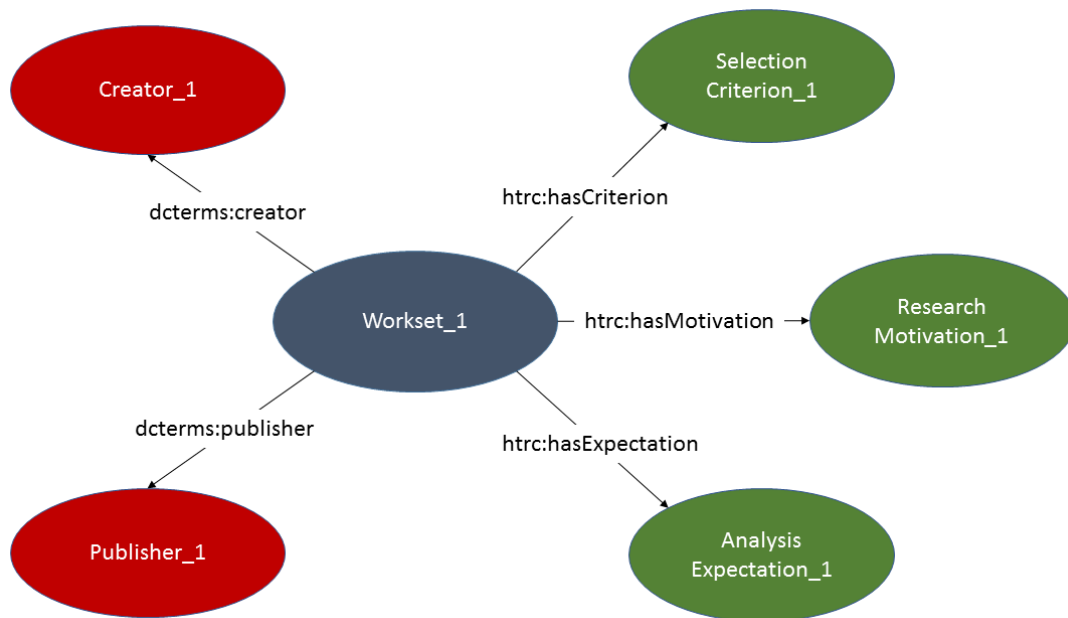 Creator_1
Selection
Criterion_1
dcterms:creator
htrc:hasCriterion
Workset_1
htrc:hasMotivation
Research
Motivation_1
dcterms:publisher
htrc:hasExpectation
Publisher_1
Analysis
Expectation_1